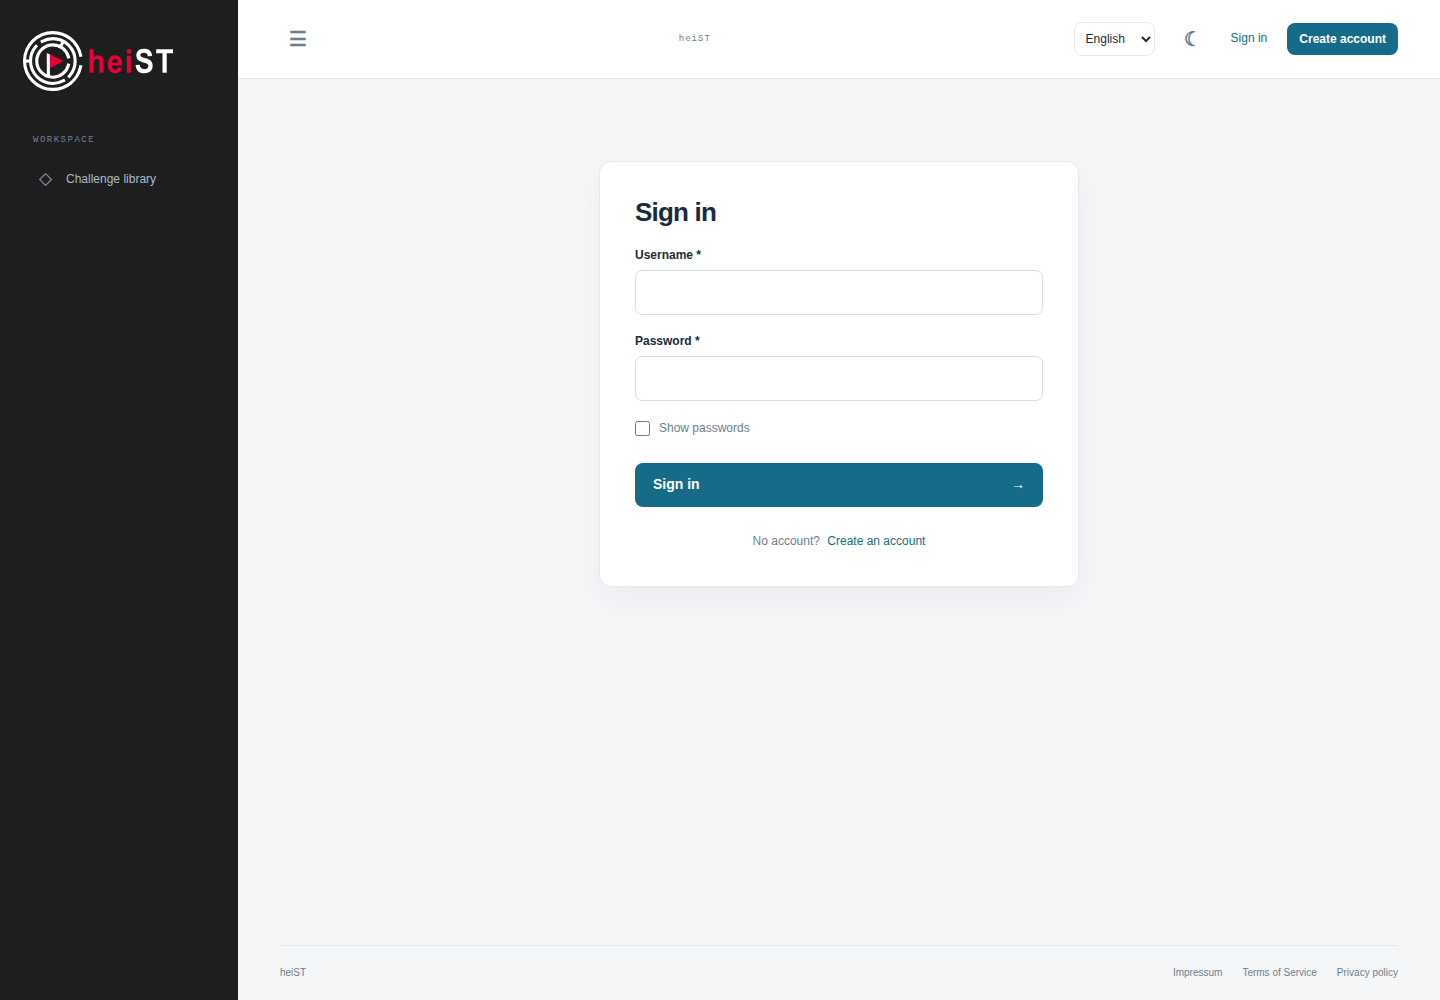 heiST
WORKSPACE
Challenge library
heiST
English
Sign in
Create account
Sign in
Username *
Password *
Show passwords
Sign in →
No account? Create an account
heiST
Impressum Terms of Service Privacy policy